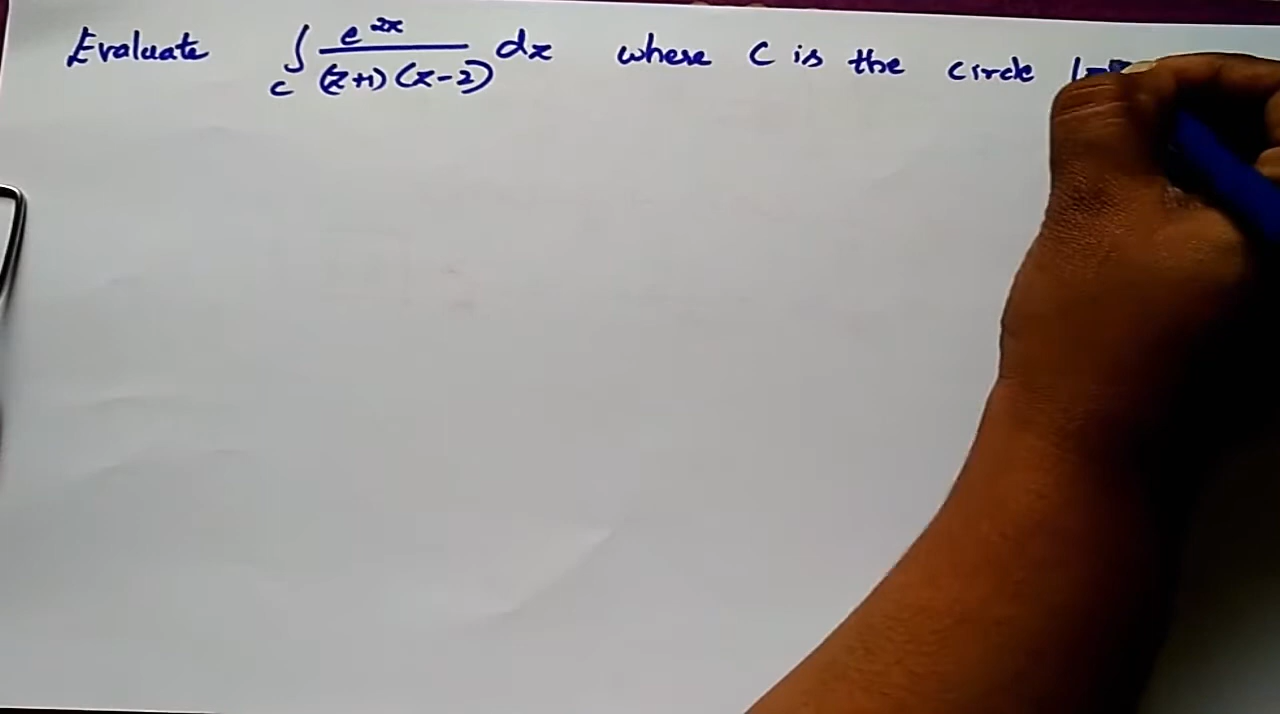 Evaluate ∫_C e^{2z}/((z+1)(z-2)) dz where C is the circle